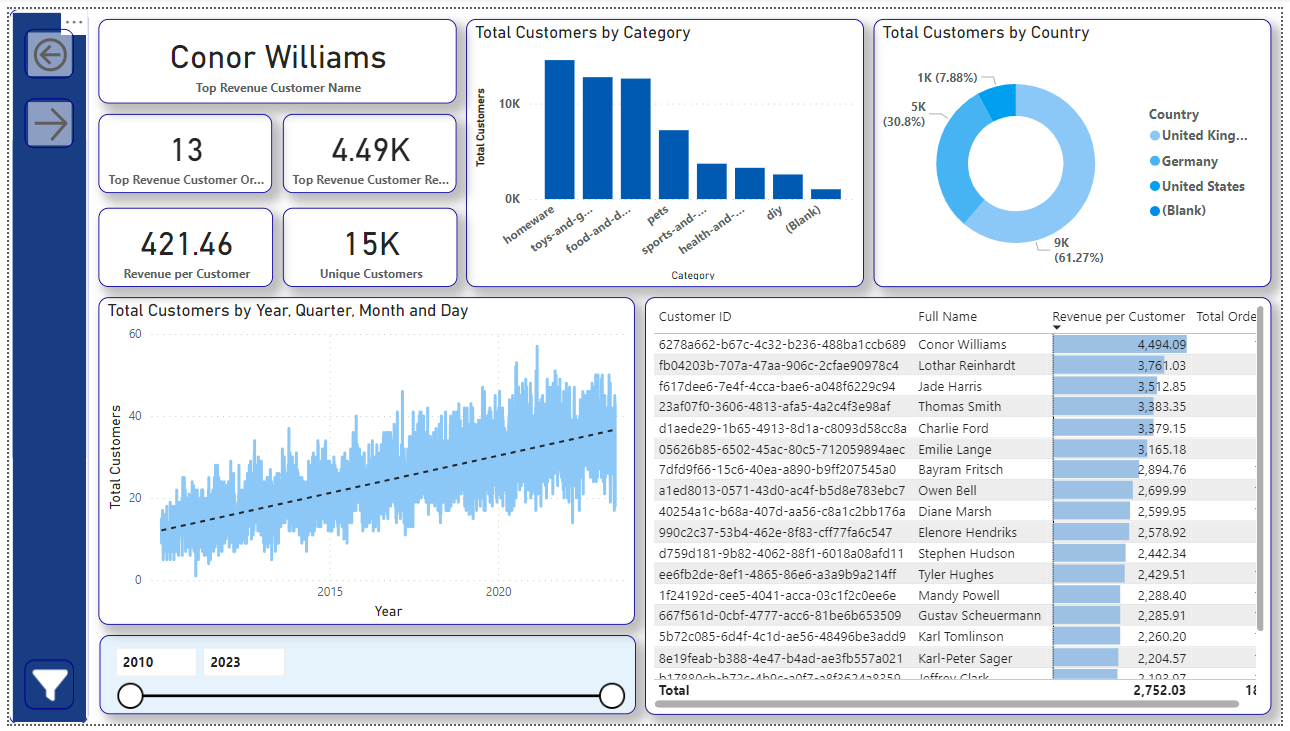 Conor Williams
Top Revenue Customer Name
13
Top Revenue Customer Or...
4.49K
Top Revenue Customer Re...
421.46
Revenue per Customer
15K
Unique Customers
Total Customers by Category
Total Customers
10K
0K
homeware
toys-and-g...
food-and-d...
pets
sports-and-...
health-and-...
diy
(Blank)
Category
Total Customers by Country
1K (7.88%)
5K
(30.8%)
9K
(61.27%)
Country
United King...
Germany
United States
(Blank)
Total Customers by Year, Quarter, Month and Day
Total Customers
60
40
20
0
2015
2020
Year
2010 2023
Customer ID Full Name Revenue per Customer Total Orde
6278a662-b67c-4c32-b236-488ba1ccb689 Conor Williams 4,494.09
fb04203b-707a-47aa-906c-2cfae90978c4 Lothar Reinhardt 3,761.03
f617dee6-7e4f-4cca-bae6-a048f6229c94 Jade Harris 3,512.85
23af07f0-3606-4813-afa5-4a2c4f3e98af Thomas Smith 3,383.35
d1aede29-1b65-4913-8d1a-c8093d58cc8a Charlie Ford 3,379.15
05626b85-6502-45ac-80c5-712059894aec Emilie Lange 3,165.18
7dfd9f66-15c6-40ea-a890-b9ff207545a0 Bayram Fritsch 2,894.76
a1ed8013-0571-43d0-ac4f-b5d8e783ebc7 Owen Bell 2,699.99
40254a1c-b68a-407d-aa56-c8a1c2bb176a Diane Marsh 2,599.95
990c2c37-53b4-462e-8f83-cff77fa6c547 Elenore Hendriks 2,578.92
d759d181-9b82-4062-88f1-6018a08afd11 Stephen Hudson 2,442.34
ee6fb2de-8ef1-4865-86e6-a3a9b9a214ff Tyler Hughes 2,429.51
1f24192d-cee5-4041-acca-03c1f2c0ee6e Mandy Powell 2,288.40
667f561d-0cbf-4777-acc6-81be6b653509 Gustav Scheuermann 2,285.91
5b72c085-6d4f-4c1d-ae56-48496be3add9 Karl Tomlinson 2,260.20
8e19feab-b388-4e47-b4ad-ae3fb557a021 Karl-Peter Sager 2,204.57
Jeffrey Clark 2,193.97
Total 2,752.03 18